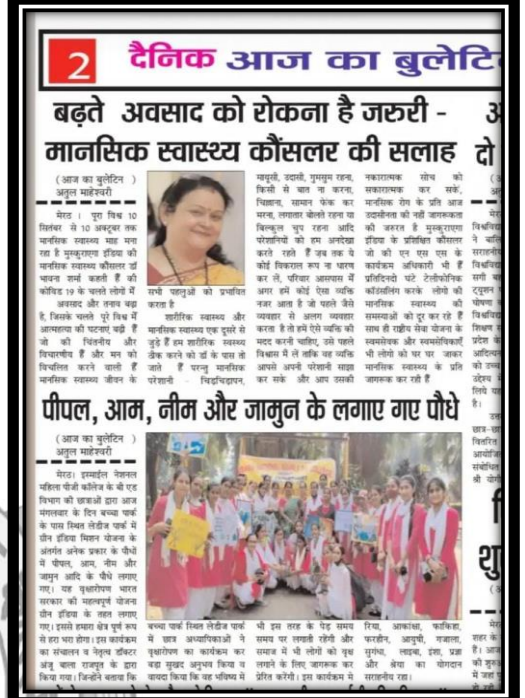 2
दैनिक आज का बुलेटि
बढ़ते अवसाद को रोकना है जरुरी -
मानसिक स्वास्थ्य कौंसलर की सलाह
(आज का बुलेटिन )
अतुल माहेश्वरी
मेरठ । पूरा विश्व 10
सितंबर से 10 अक्टूबर तक
मानसिक स्वास्थ्य माह मना
रहा है मुस्कुराएगा इंडिया की
मानसिक स्वास्थ्य कौंसलर डॉ
भावना शर्मा कहती हैं की
कोविड १९ के चलते लोगों में
अवसाद और तनाव बढ़ा
है, जिसके चलते पूरे विश्व में
आत्महत्या की घटनाएं बढ़ी हैं
जो की चिंतनीय और
विचारणीय हैं और मन को
विचलित करने वाली हैं
मानसिक स्वास्थ्य जीवन के
सभी पहलुओं को प्रभावित
करता है
शारीरिक स्वास्थ्य और
मानसिक स्वास्थ्य एक दूसरे से
जुड़े हैं हम शारीरिक स्वास्थ्य
ठीक करने को डॉ के पास तो
जाते हैं परन्तु मानसिक
परेशानी - चिड़चिड़ापन,
मायूसी, उदासी, गुमसुम रहना,
किसी से बात ना करना,
चिल्लाना, सामान फेंक कर
मरना, लगातार बोलते रहना या
बिल्कुल चुप रहना आदि
परेशानियों को हम अनदेखा
करते रहते हैं जब तक ये
कोई विकराल रूप ना धारण
कर ले, परिवार आसपास में
अगर हमें कोई ऐसा व्यक्ति
नजर आता है जो पहले जैसे
व्यवहार से अलग व्यवहार
करता है तो हमें ऐसे व्यक्ति की
मदद करनी चाहिए, उसे पहले
विश्वास में लें ताकि वह व्यक्ति
आपसे अपनी परेशानी साझा
कर सके और आप उसकी
नकारात्मक सोच को
सकारात्मक कर सकें,
मानसिक रोग के प्रति आज
उदासीनता की नहीं जागरूकता
की जरुरत है मुस्कुराएगा
इंडिया के प्रशिक्षित कौंसलर
जो की एन एस एस के
कार्यक्रम अधिकारी भी हैं
प्रतिदिनदो घंटे टेलीफोनिक
कॉउंसलिंग करके लोगों की
मानसिक स्वास्थ्य की
समस्याओं को दूर कर रहे हैं
साथ ही राष्ट्रीय सेवा योजना के
स्वमसेवक और स्वमसेविकाएँ
भी लोगों को घर घर जाकर
मानसिक स्वास्थ्य के प्रति
जागरूक कर रही हैं
दो
पीपल, आम, नीम और जामुन के लगाए गए पौधे
(आज का बुलेटिन )
अतुल माहेश्वरी
मेरठ। इस्माईल नेशनल
महिला पीजी कॉलेज के बी एड
विभाग की छात्राओं द्वारा आज
मंगलवार के दिन बच्चा पार्क
के पास स्थित लेडीज पार्क में
ग्रीन इंडिया मिशन योजना के
अंतर्गत अनेक प्रकार के पौधों
में पीपल, आम, नीम और
जामुन आदि के पौधे लगाए
गए। यह वृक्षारोपण भारत
सरकार की महत्वपूर्ण योजना
ग्रीन इंडिया के तहत लगाए
गए। इससे हमारा क्षेत्र पूर्ण रूप
से हरा भरा होगा। इस कार्यक्रम
का संचालन व नेतृत्व डॉक्टर
अंजू बाला राजपूत के द्वारा
किया गया। जिन्होंने बताया कि
बच्चा पार्क स्थित लेडीज पार्क
में छात्र अध्यापिकाओं ने
वृक्षारोपण का कार्यक्रम कर
बड़ा सुखद अनुभव किया व
वायदा किया कि वह भविष्य में
भी इस तरह के पेड़ समय
समय पर लगाती रहेंगी और
समाज में भी लोगों को वृक्ष
लगाने के लिए जागरूक कर
प्रेरित करेंगी। इस कार्यक्रम में
रिया, आकांक्षा, फाकिहा,
फरहीन, आयुषी, गजाला,
सुगंधा, लाइबा, इंशा, प्रज्ञा
और श्रेया का योगदान
सराहनीय रहा।